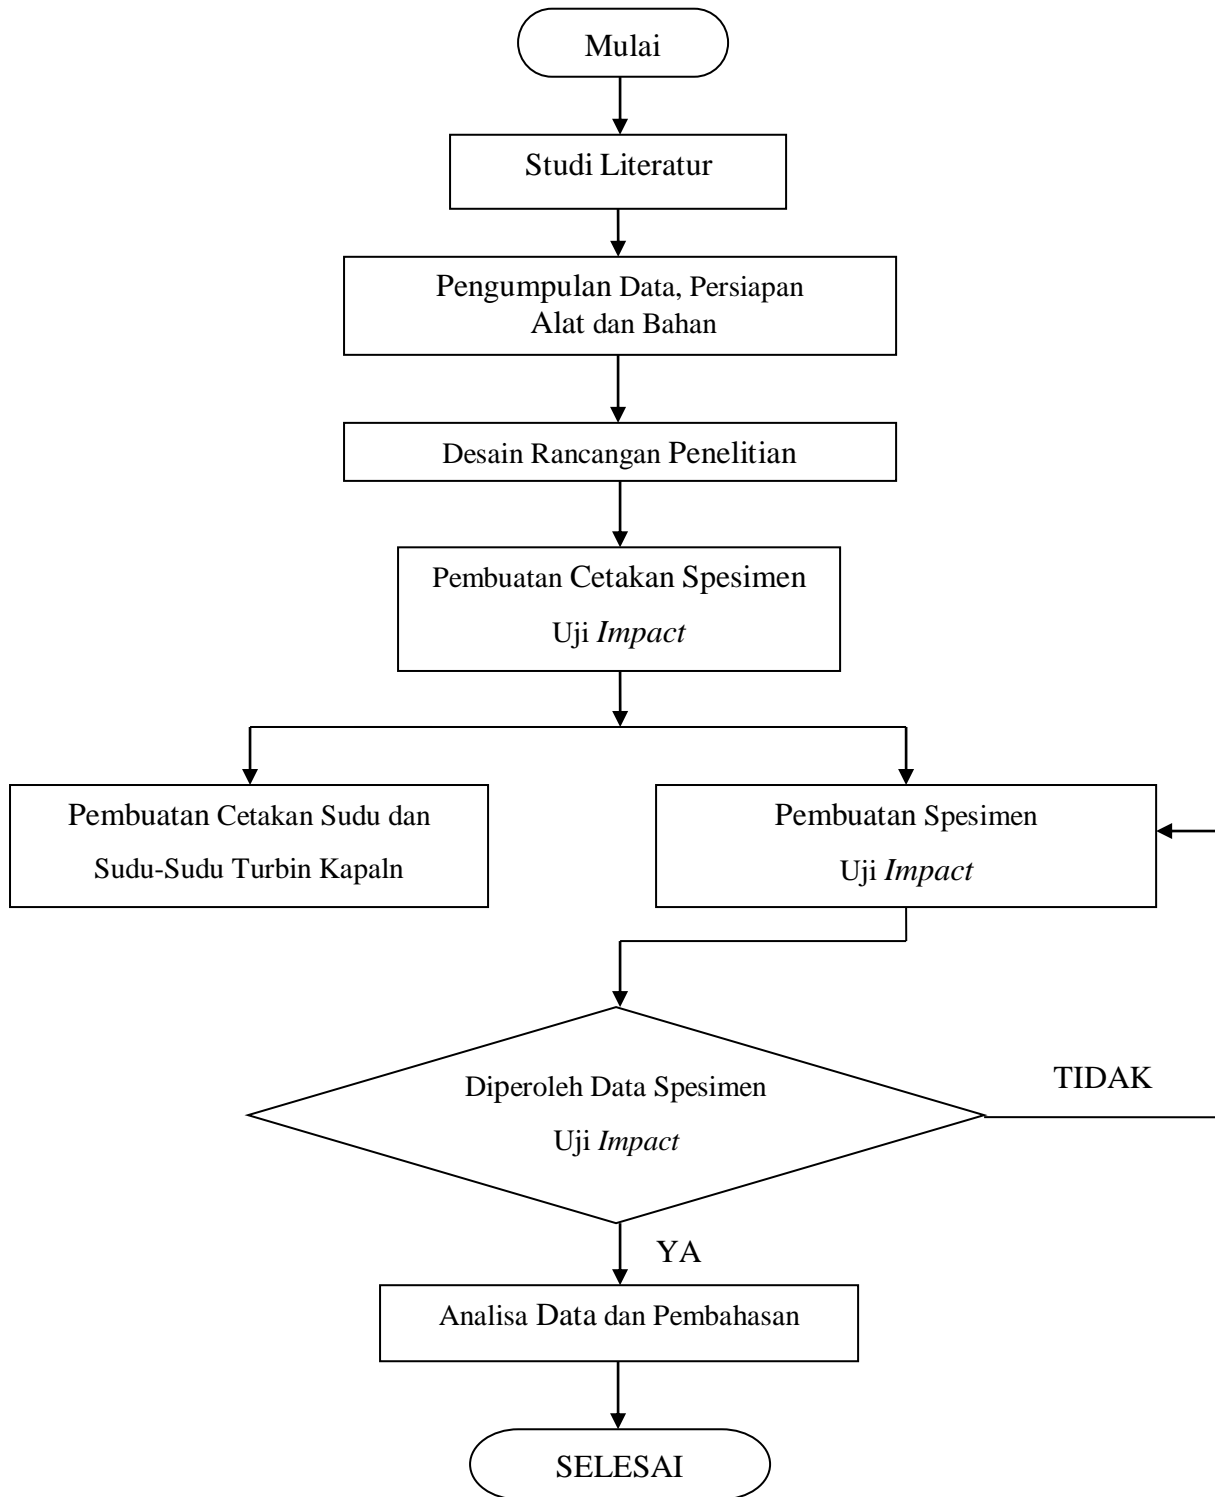 Mulai
Studi Literatur
Pengumpulan Data, Persiapan
Alat dan Bahan
Desain Rancangan Penelitian
Pembuatan Cetakan Spesimen
Uji Impact
Pembuatan Cetakan Sudu dan
Sudu-Sudu Turbin Kapaln
Pembuatan Spesimen
Uji Impact
Diperoleh Data Spesimen
Uji Impact
TIDAK
YA
Analisa Data dan Pembahasan
SELESAI